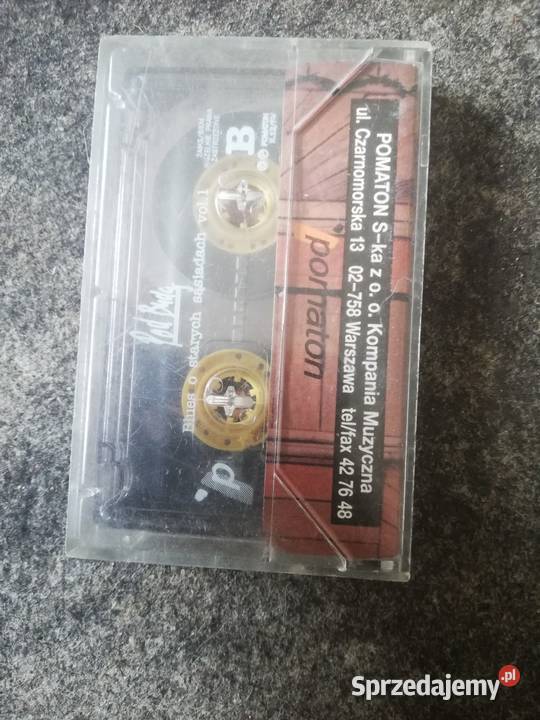 POMATON S-ka z o. o. Kompania Muzyczna
ul. Czarnomorska 13 02-758 Warszawa tel/fax 42 76 48
pomaton
B
Blues o starych sąsiadach vol.1
'p
Sprzedajemy.pl